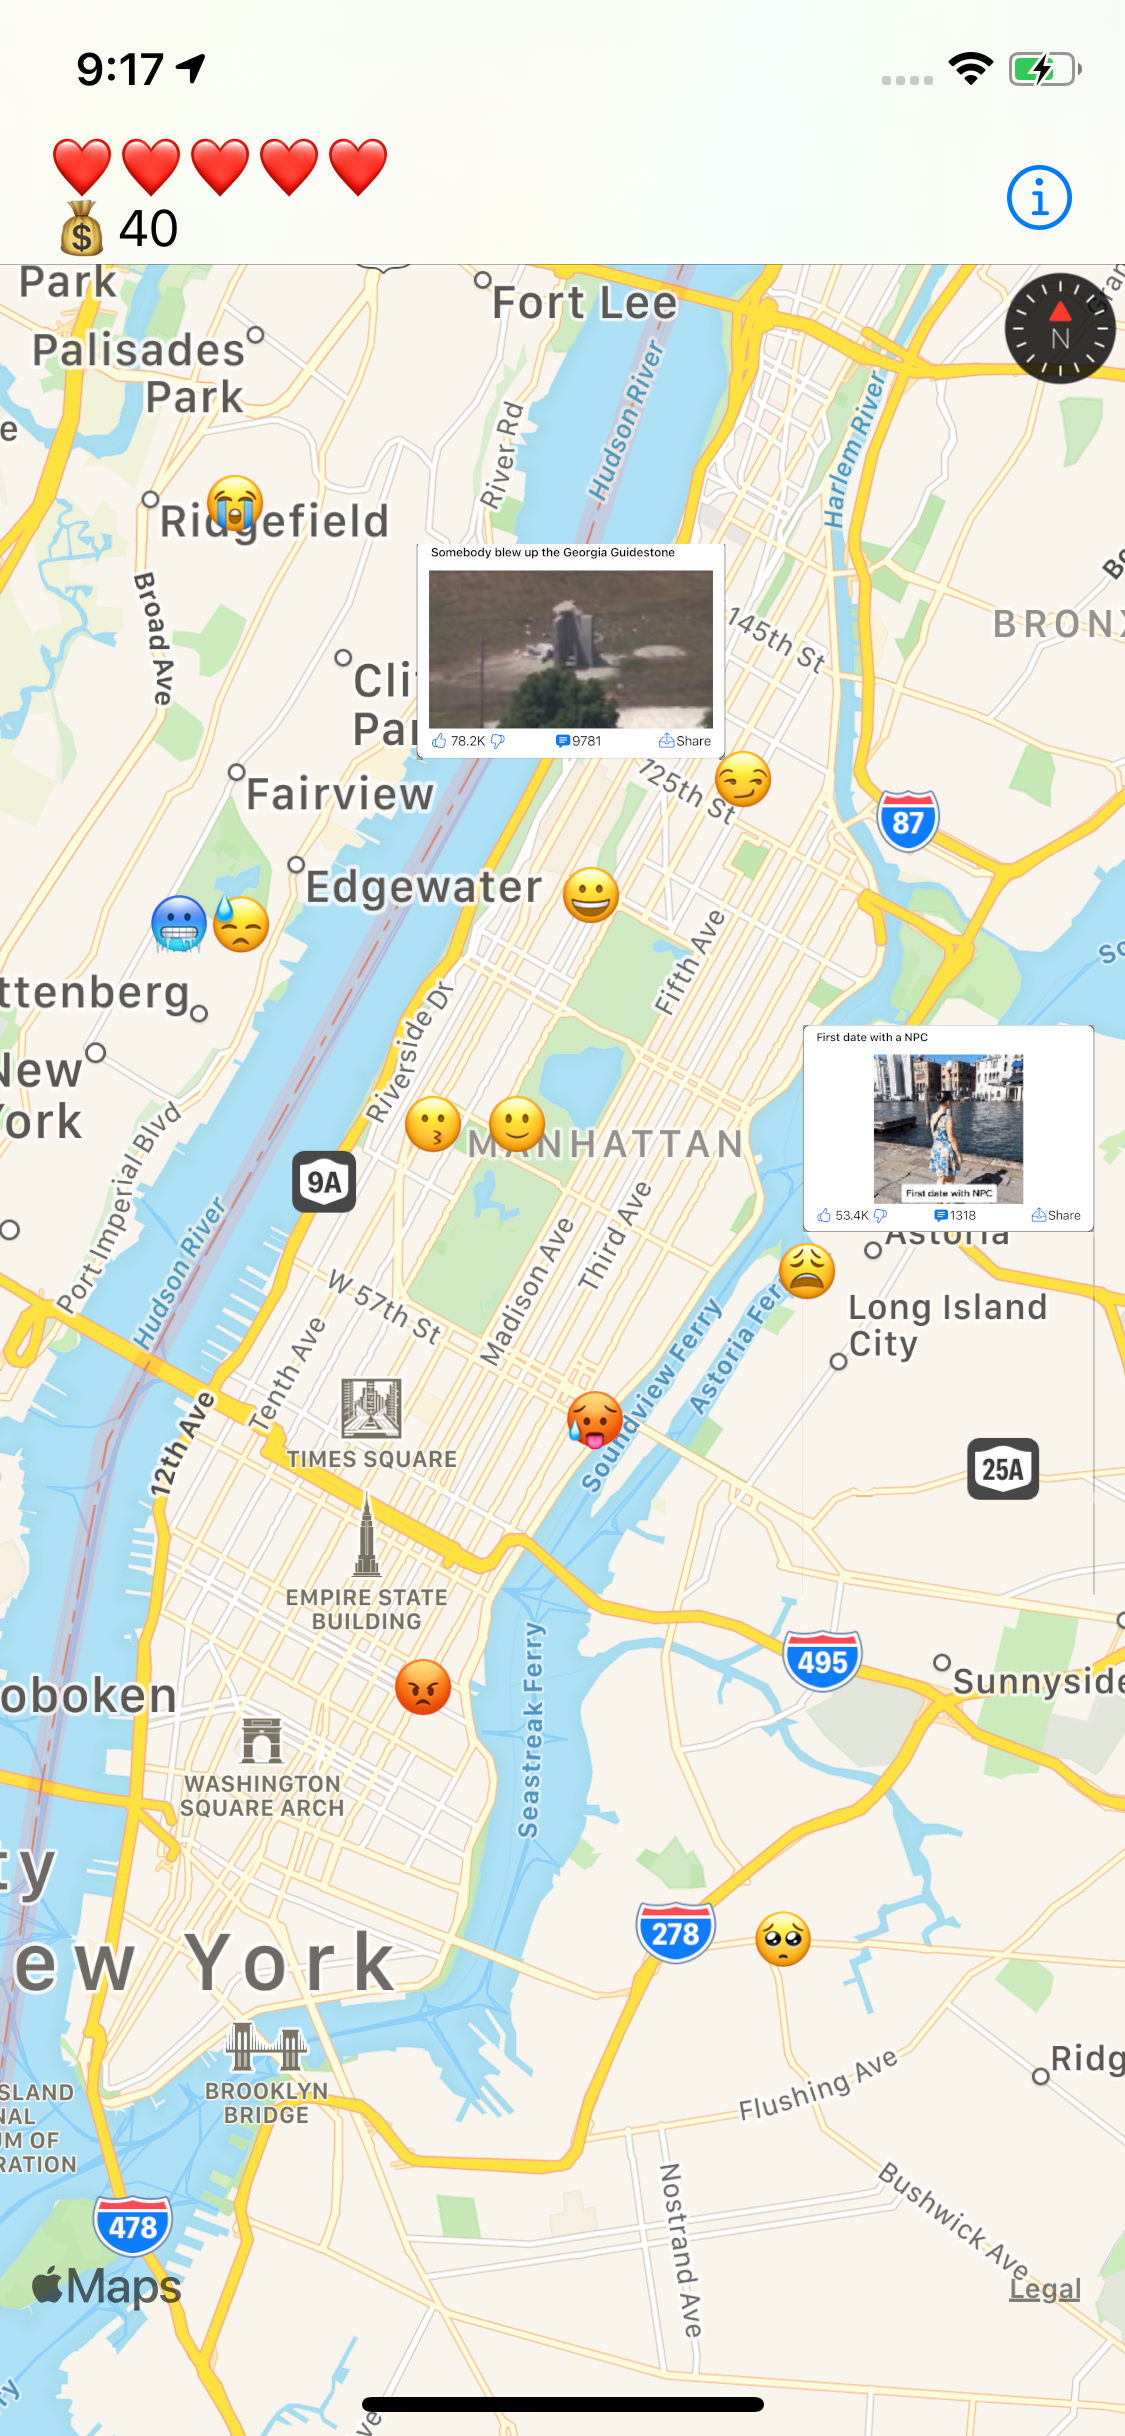 9:17
40
Park
Fort Lee
Palisades
Park
N
River Rd
Hudson River
Harlem River
Ridgefield
Somebody blew up the Georgia Guidestone
Broad Ave
145th St
BRONX
78.2K
9781
Share
125th St
Fairview
87
Edgewater
Fifth Ave
Riverside Dr
First date with a NPC
MANHATTAN
First date with NPC
53.4K
1318
Share
9A
Port Imperial Blvd
Hudson River
Astoria
Long Island
City
W 57th St
Madison Ave
Third Ave
Tenth Ave
Soundview Ferry
Astoria Ferry
12th Ave
TIMES SQUARE
25A
EMPIRE STATE
BUILDING
495
Sunnyside
oboken
Seastreak Ferry
WASHINGTON
SQUARE ARCH
ty
ew York
278
BROOKLYN
BRIDGE
Ridg
Flushing Ave
SLAND
NAL
M OF
RATION
Nostrand Ave
Bushwick Ave
478
Maps
Legal